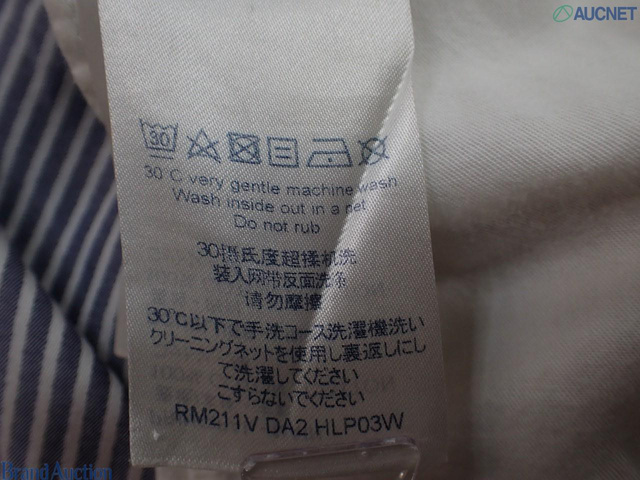 AUCNET
30
30°C very gentle machine wash
Wash inside out in a net
Do not rub
30摄氏度超揉机洗
装入网带反面洗涤
请勿摩擦
30℃以下で手洗コース洗濯機洗い
クリーニングネットを使用し裏返しにし
て洗濯してください
こすらないでください
RM211V DA2 HLP03W
Brand Auction